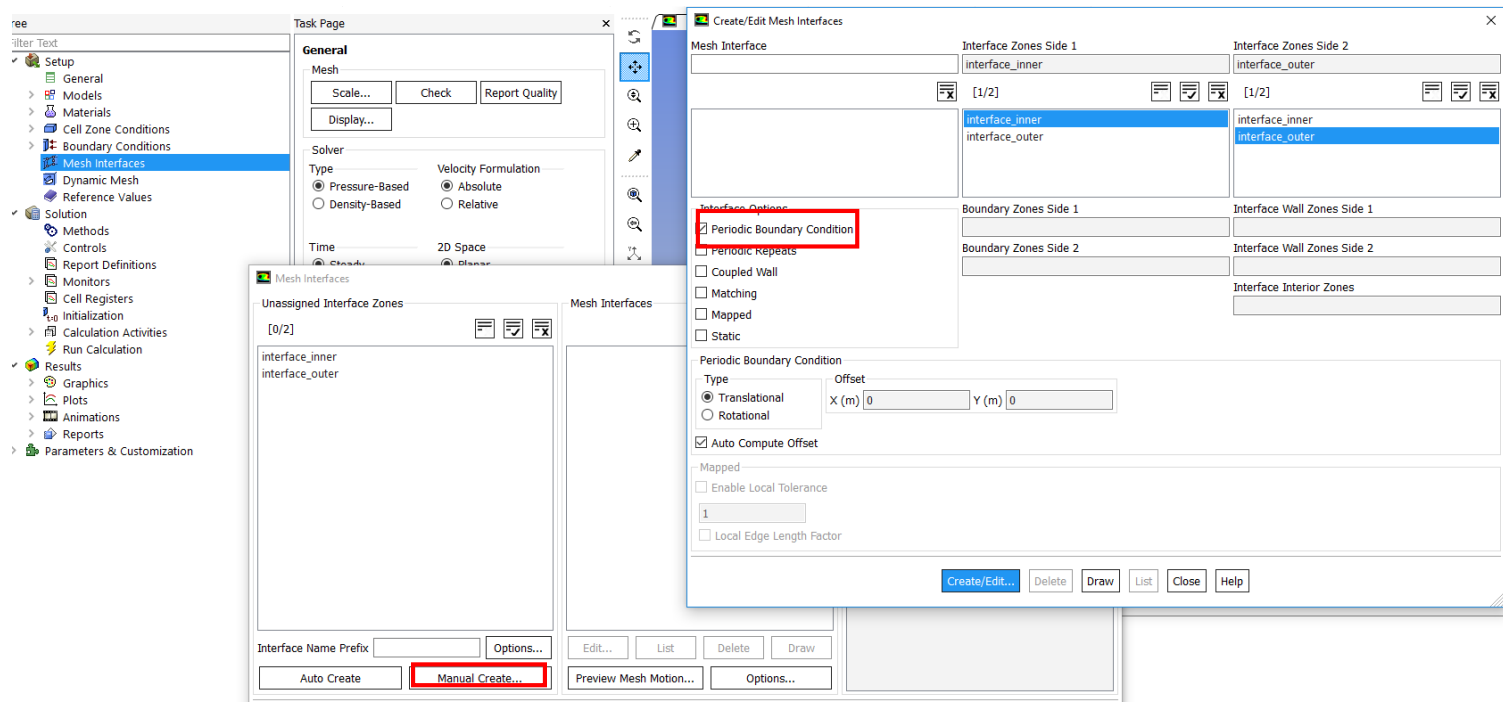 ree
Filter Text
Setup
General
Models
Materials
Cell Zone Conditions
Boundary Conditions
Mesh Interfaces
Dynamic Mesh
Reference Values
Solution
Methods
Controls
Report Definitions
Monitors
Cell Registers
Initialization
Calculation Activities
Run Calculation
Results
Graphics
Plots
Animations
Reports
Parameters & Customization
Task Page
General
Mesh
Scale... Check Report Quality
Display...
Solver
Type Velocity Formulation
Pressure-Based Absolute
Density-Based Relative
Time 2D Space
Steady Planar
Mesh Interfaces
Unassigned Interface Zones Mesh Interfaces
[0/2]
interface_inner
interface_outer
Interface Name Prefix Options... Edit... List Delete Draw
Auto Create Manual Create... Preview Mesh Motion... Options...
Create/Edit Mesh Interfaces
Mesh Interface Interface Zones Side 1 Interface Zones Side 2
interface_inner interface_outer
[1/2] [1/2]
interface_inner interface_inner
interface_outer interface_outer
Interface Options Boundary Zones Side 1 Interface Wall Zones Side 1
Periodic Boundary Condition
Periodic Repeats Boundary Zones Side 2 Interface Wall Zones Side 2
Coupled Wall
Matching Interface Interior Zones
Mapped
Static
Periodic Boundary Condition
Type Offset
Translational X (m) 0 Y (m) 0
Rotational
Auto Compute Offset
Mapped
Enable Local Tolerance
1
Local Edge Length Factor
Create/Edit... Delete Draw List Close Help